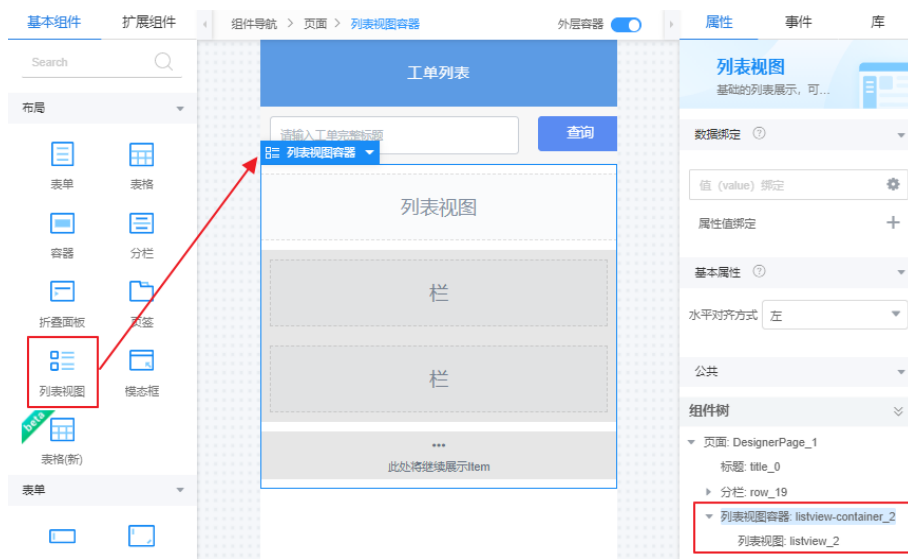 基本组件
扩展组件
组件导航 > 页面 > 列表视图容器
外层容器
属性
事件
库
Search
布局
表单
表格
容器
分栏
折叠面板
页签
列表视图
模态框
beta
表格(新)
表单
工单列表
请输入工单完整标题
查询
列表视图容器
列表视图
栏
栏
此处将继续展示Item
列表视图
基础的列表展示，可...
数据绑定
值（value）绑定
属性值绑定
基本属性
水平对齐方式
左
公共
组件树
页面: DesignerPage_1
标题: title_0
分栏: row_19
列表视图容器: listview-container_2
列表视图: listview_2